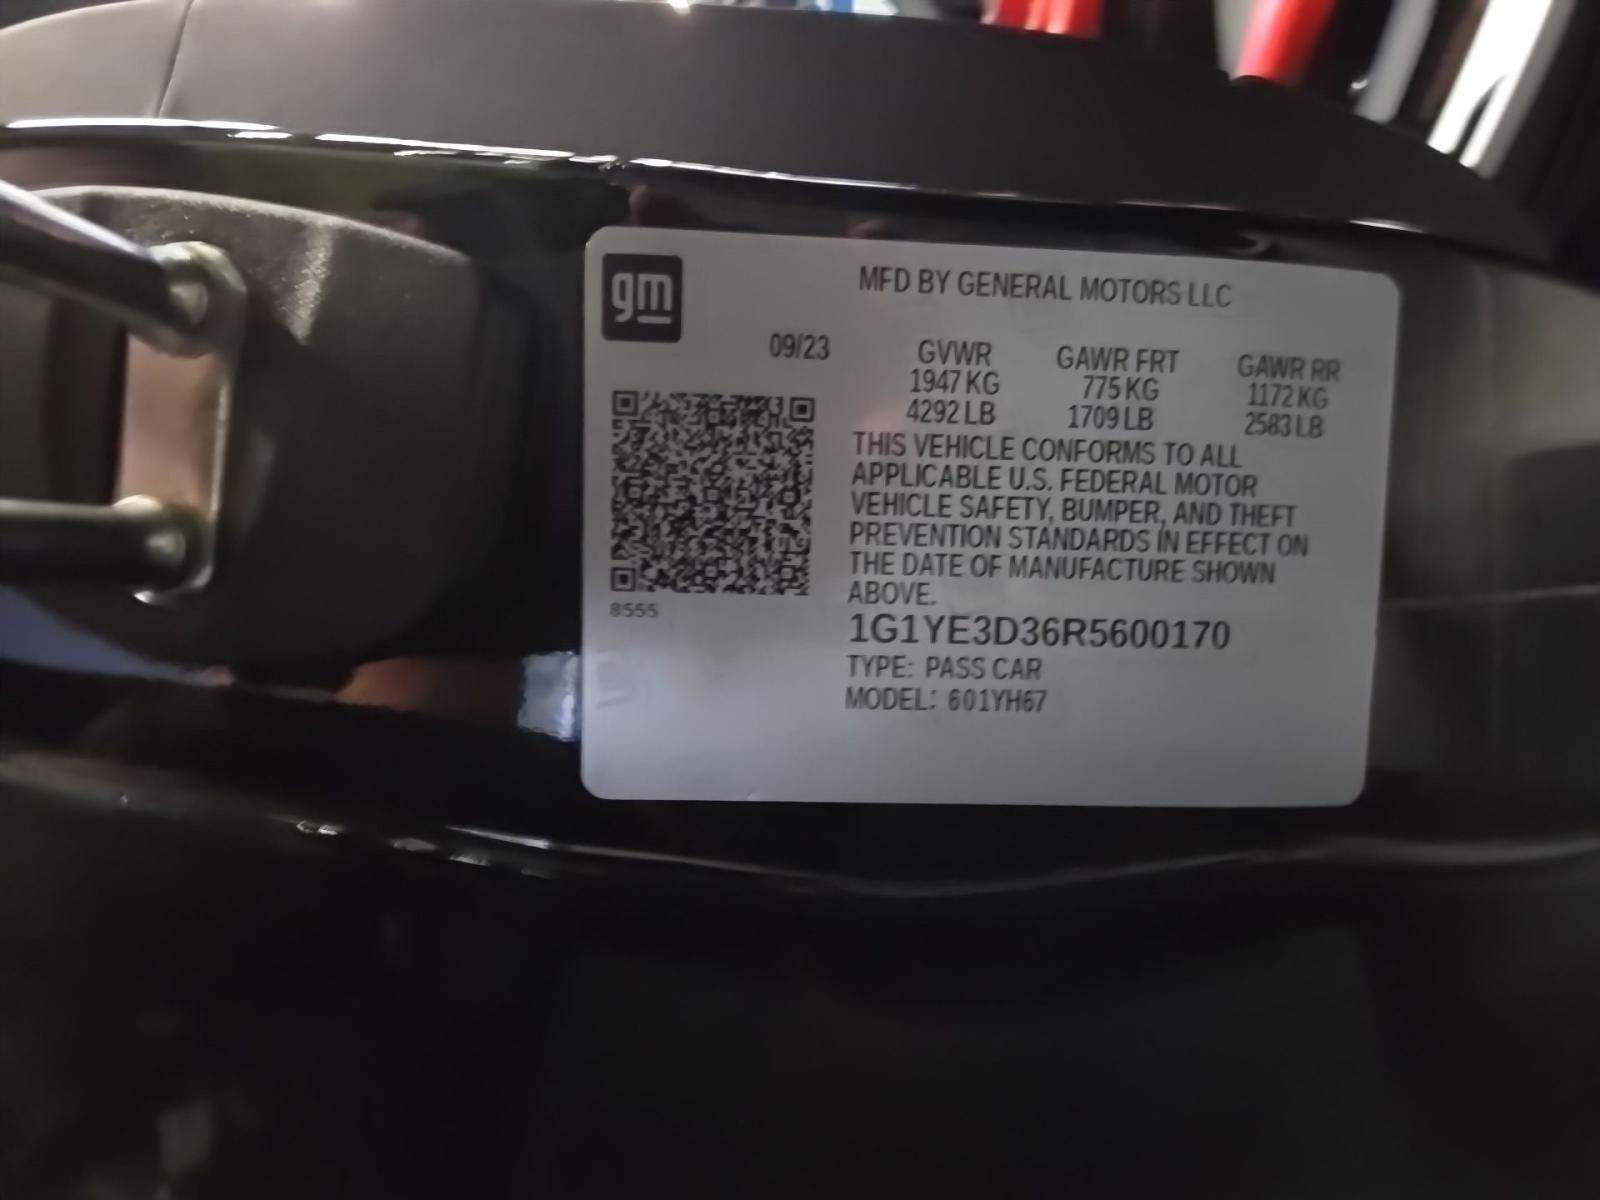 gm
MFD BY GENERAL MOTORS LLC
09/23
GVWR GAWR FRT GAWR RR
1947 KG 775 KG 1172 KG
4292 LB 1709 LB 2583 LB
THIS VEHICLE CONFORMS TO ALL
APPLICABLE U.S. FEDERAL MOTOR
VEHICLE SAFETY, BUMPER, AND THEFT
PREVENTION STANDARDS IN EFFECT ON
THE DATE OF MANUFACTURE SHOWN
ABOVE.
8555
1G1YE3D36R5600170
TYPE: PASS CAR
MODEL: 601YH67